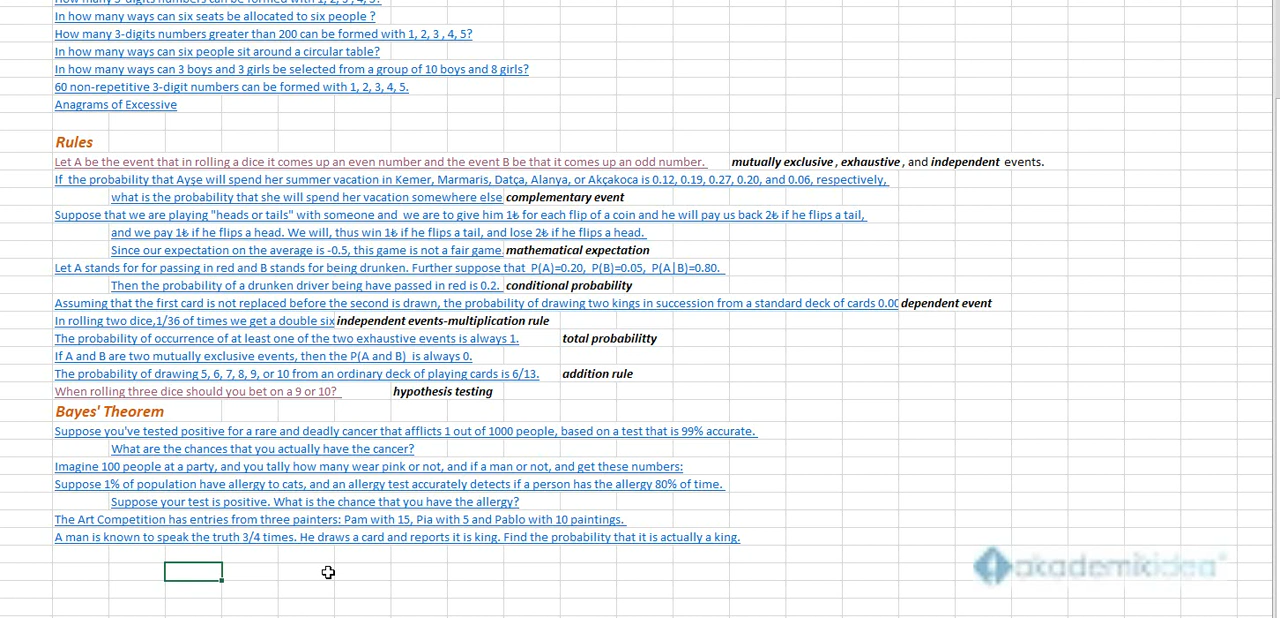 How many 3-digits numbers can be formed with 1, 2, 3 , 4, 5?
In how many ways can six seats be allocated to six people ?
How many 3-digits numbers greater than 200 can be formed with 1, 2, 3 , 4, 5?
In how many ways can six people sit around a circular table?
In how many ways can 3 boys and 3 girls be selected from a group of 10 boys and 8 girls?
60 non-repetitive 3-digit numbers can be formed with 1, 2, 3, 4, 5.
Anagrams of Excessive
Rules
Let A be the event that in rolling a dice it comes up an even number and the event B be that it comes up an odd number. mutually exclusive , exhaustive , and independent events.
If the probability that Ayşe will spend her summer vacation in Kemer, Marmaris, Datça, Alanya, or Akçakoca is 0.12, 0.19, 0.27, 0.20, and 0.06, respectively,
what is the probability that she will spend her vacation somewhere else complementary event
Suppose that we are playing "heads or tails" with someone and we are to give him 1₺ for each flip of a coin and he will pay us back 2₺ if he flips a tail,
and we pay 1₺ if he flips a head. We will, thus win 1₺ if he flips a tail, and lose 2₺ if he flips a head.
Since our expectation on the average is -0.5, this game is not a fair game. mathematical expectation
Let A stands for for passing in red and B stands for being drunken. Further suppose that P(A)=0.20, P(B)=0.05, P(A|B)=0.80.
Then the probability of a drunken driver being have passed in red is 0.2. conditional probability
Assuming that the first card is not replaced before the second is drawn, the probability of drawing two kings in succession from a standard deck of cards 0.00 dependent event
In rolling two dice,1/36 of times we get a double six independent events-multiplication rule
The probability of occurrence of at least one of the two exhaustive events is always 1. total probabilitty
If A and B are two mutually exclusive events, then the P(A and B) is always 0.
The probability of drawing 5, 6, 7, 8, 9, or 10 from an ordinary deck of playing cards is 6/13. addition rule
When rolling three dice should you bet on a 9 or 10? hypothesis testing
Bayes' Theorem
Suppose you've tested positive for a rare and deadly cancer that afflicts 1 out of 1000 people, based on a test that is 99% accurate.
What are the chances that you actually have the cancer?
Imagine 100 people at a party, and you tally how many wear pink or not, and if a man or not, and get these numbers:
Suppose 1% of population have allergy to cats, and an allergy test accurately detects if a person has the allergy 80% of time.
Suppose your test is positive. What is the chance that you have the allergy?
The Art Competition has entries from three painters: Pam with 15, Pia with 5 and Pablo with 10 paintings.
A man is known to speak the truth 3/4 times. He draws a card and reports it is king. Find the probability that it is actually a king.
akademikidea